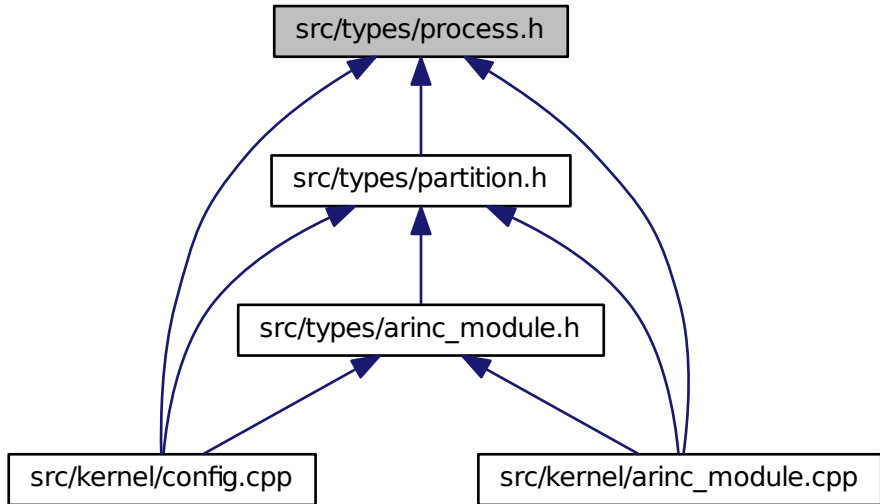 src/types/process.h
src/types/partition.h
src/types/arinc_module.h
src/kernel/config.cpp
src/kernel/arinc_module.cpp